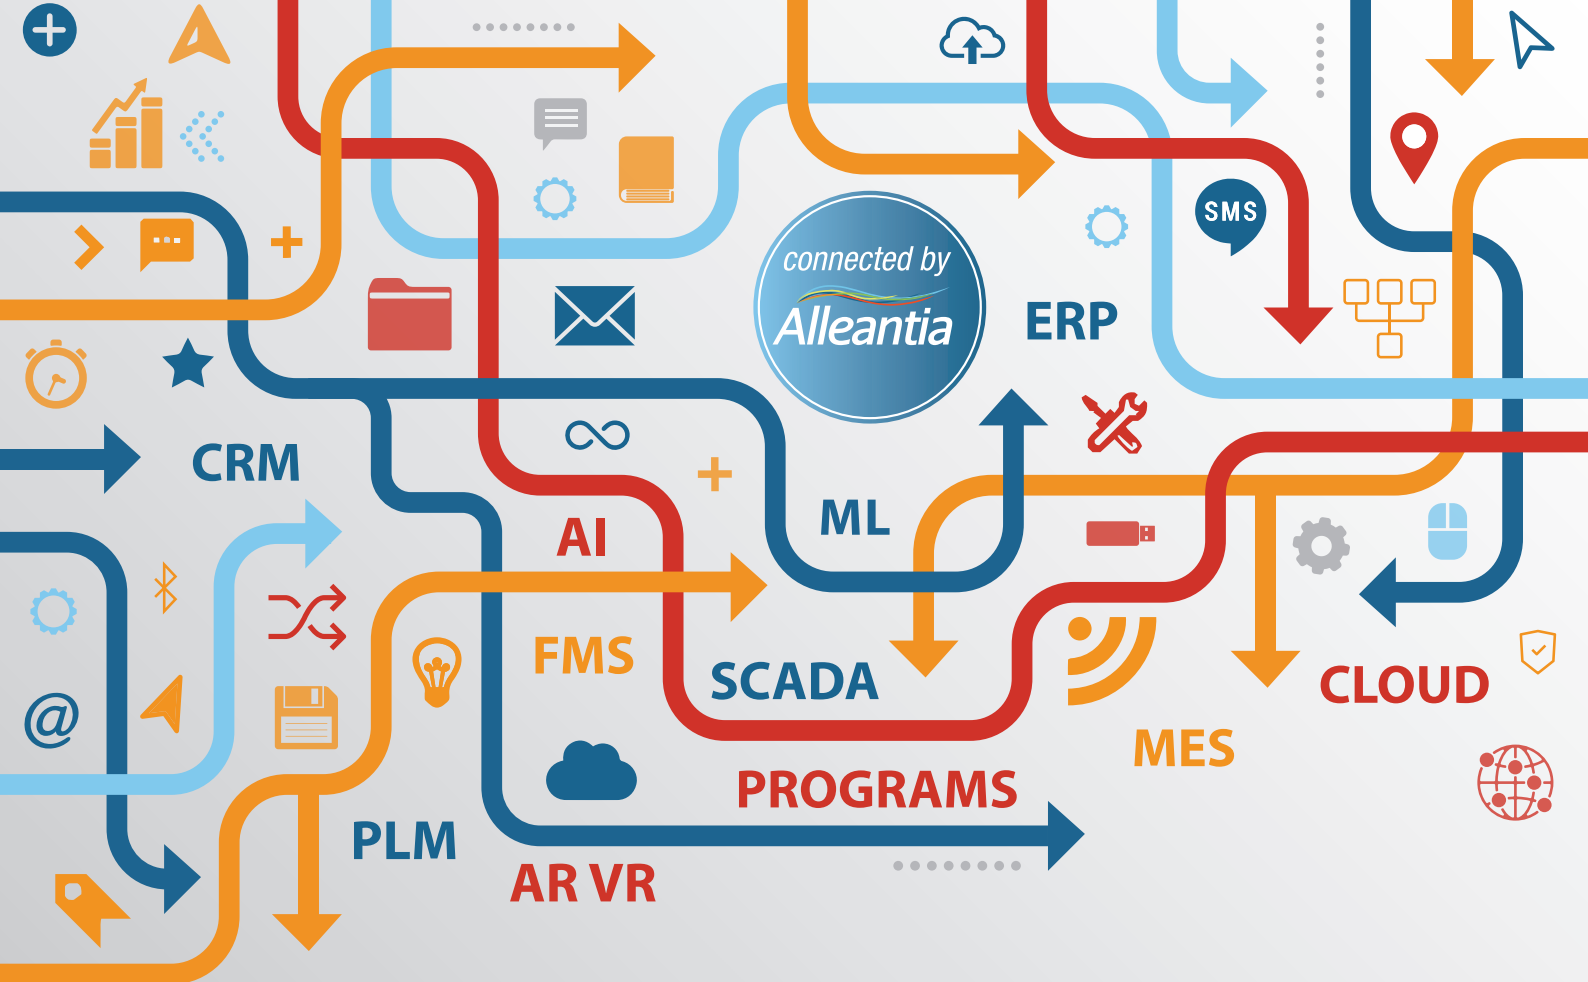 SMS
connected by
Alleantia
ERP
CRM
ML
AI
FMS
SCADA
CLOUD
@
MES
PROGRAMS
PLM
AR VR